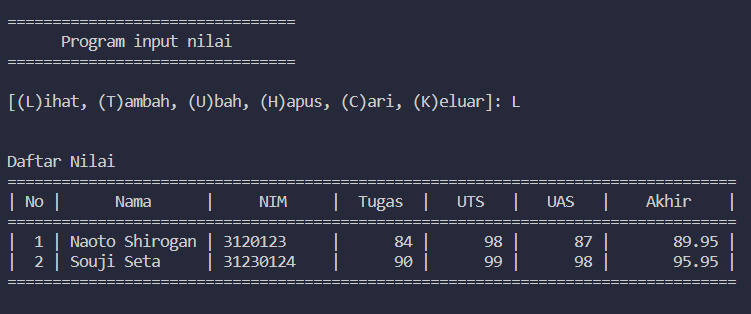 ================================
Program input nilai
================================
[(L)ihat, (T)ambah, (U)bah, (H)apus, (C)ari, (K)eluar]: L
Daftar Nilai
=================================================================================
| No |      Nama      |     NIM     |  Tugas  |   UTS   |   UAS   |    Akhir    |
=================================================================================
|  1 | Naoto Shirogan | 3120123     |      84 |      98 |      87 |       89.95 |
|  2 | Souji Seta     | 31230124    |      90 |      99 |      98 |       95.95 |
=================================================================================